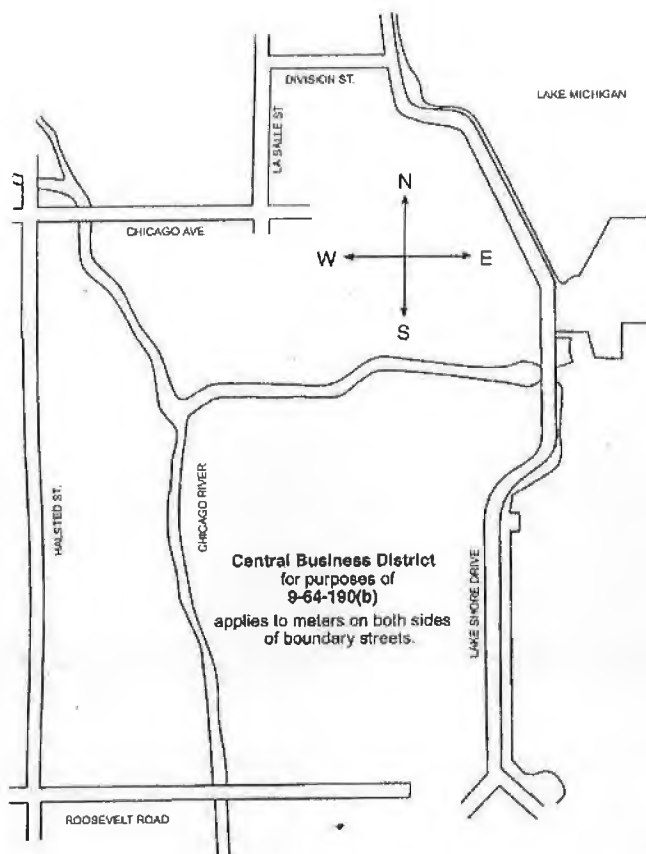 DIVISION ST.
LAKE MICHIGAN
LA SALLE ST
N
CHICAGO AVE
W
E
S
HALSTED ST.
CHICAGO RIVER
Central Business District
for purposes of
9-64-190(b)
applies to meters on both sides
of boundary streets.
LAKE SHORE DRIVE
ROOSEVELT ROAD